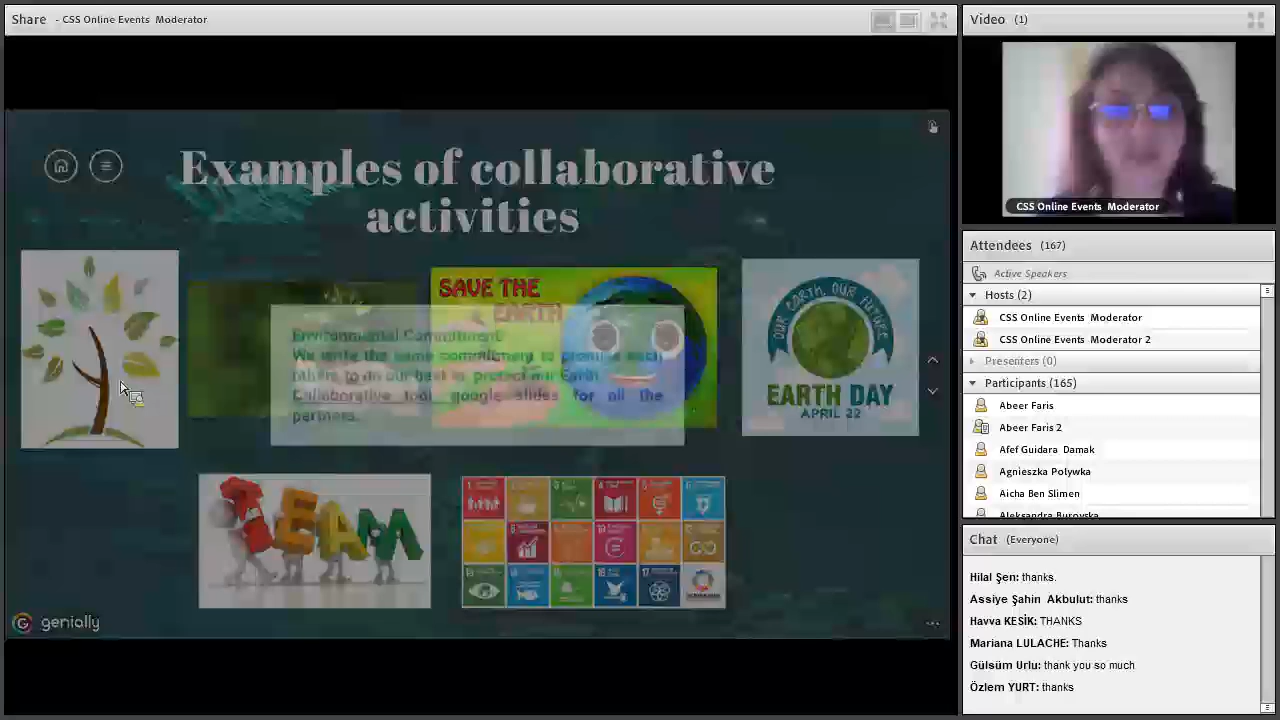 Share - CSS Online Events Moderator
Examples of collaborative
activities
SAVE THE
EARTH
Environmental Commitment:
We write the same commitment to promise each
others to do our best to protect our Earth
Collaborative tool google slides for all the
partners.
OUR EARTH, OUR FUTURE
EARTH DAY
APRIL 22
TEAM
genially
Video (1)
CSS Online Events Moderator
Attendees (167)
Active Speakers
Hosts (2)
CSS Online Events Moderator
CSS Online Events Moderator 2
Presenters (0)
Participants (165)
Abeer Faris
Abeer Faris 2
Afef Guidara Damak
Agnieszka Polywka
Aicha Ben Slimen
Aleksandra Burovska
Chat (Everyone)
Hilal Şen: thanks.
Assiye Şahin Akbulut: thanks
Havva KESİK: THANKS
Mariana LULACHE: Thanks
Gülsüm Urlu: thank you so much
Özlem YURT: thanks